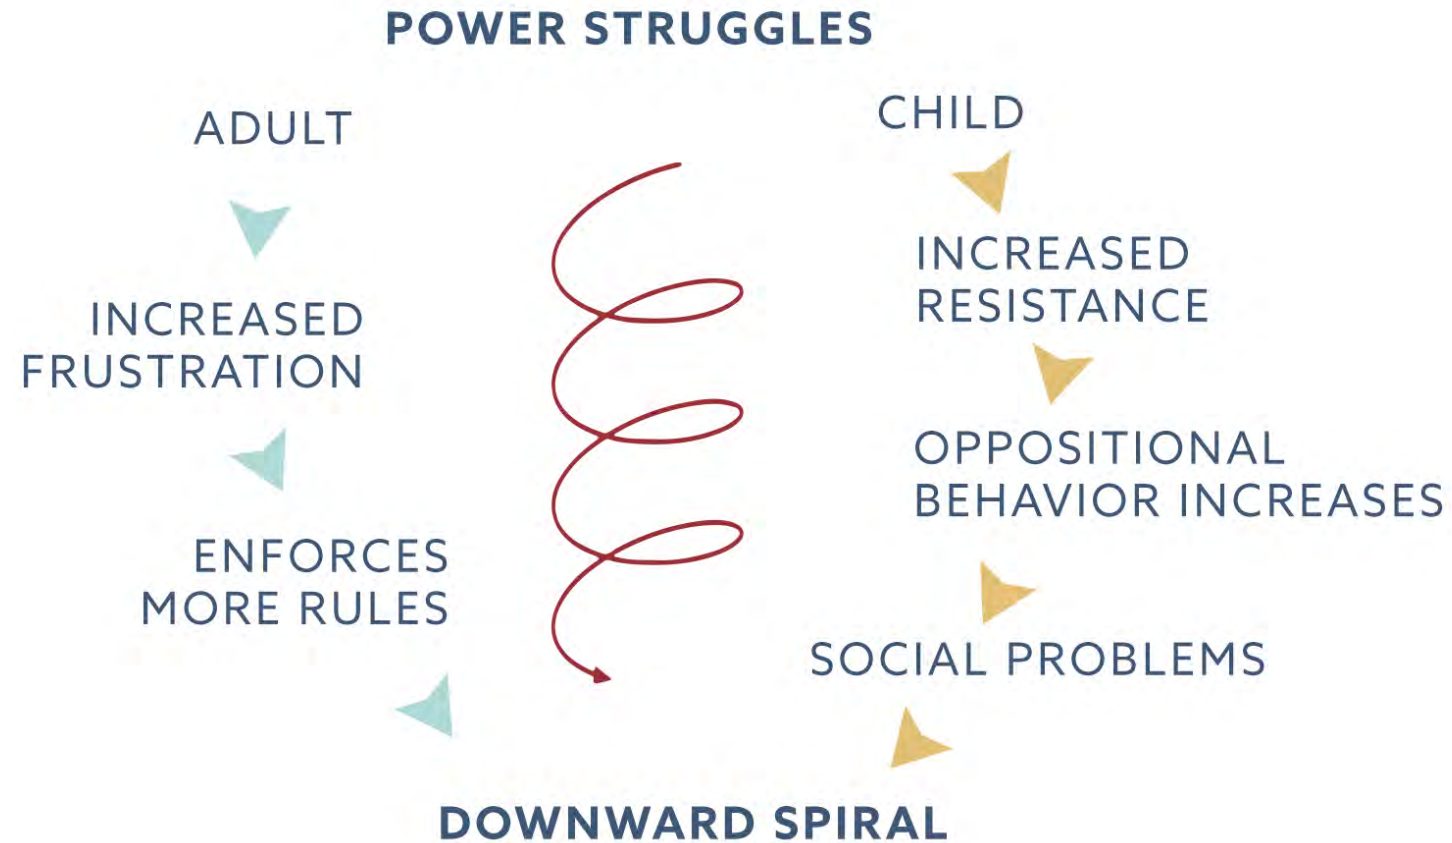 POWER STRUGGLES
ADULT
INCREASED
FRUSTRATION
ENFORCES
MORE RULES
CHILD
INCREASED
RESISTANCE
OPPOSITIONAL
BEHAVIOR INCREASES
SOCIAL PROBLEMS
DOWNWARD SPIRAL